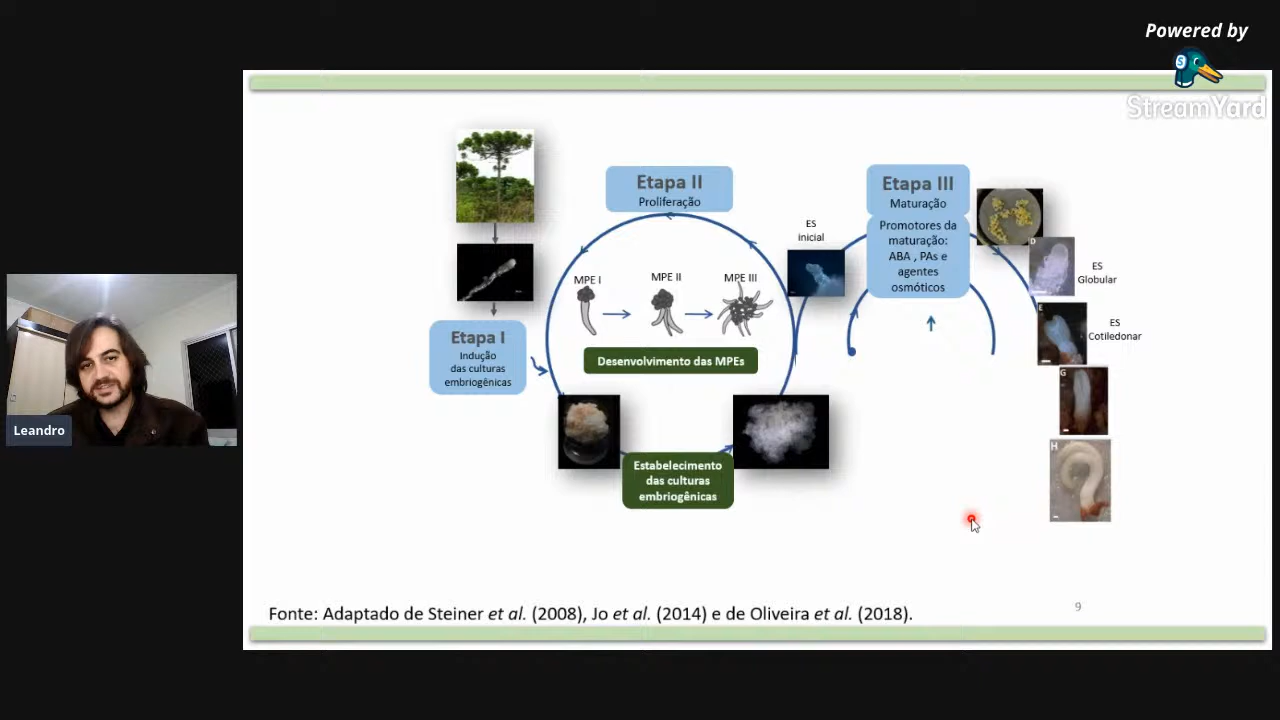 Powered by
StreamYard
Leandro
Etapa I
Indução
das culturas
embriogênicas
Etapa II
Proliferação
MPE I
MPE II
MPE III
Desenvolvimento das MPEs
Estabelecimento
das culturas
embriogênicas
ES
inicial
Etapa III
Maturação
Promotores da
maturação:
ABA , PAs e
agentes
osmóticos
D
ES
Globular
E
ES
Cotiledonar
G
H
9
Fonte: Adaptado de Steiner et al. (2008), Jo et al. (2014) e de Oliveira et al. (2018).